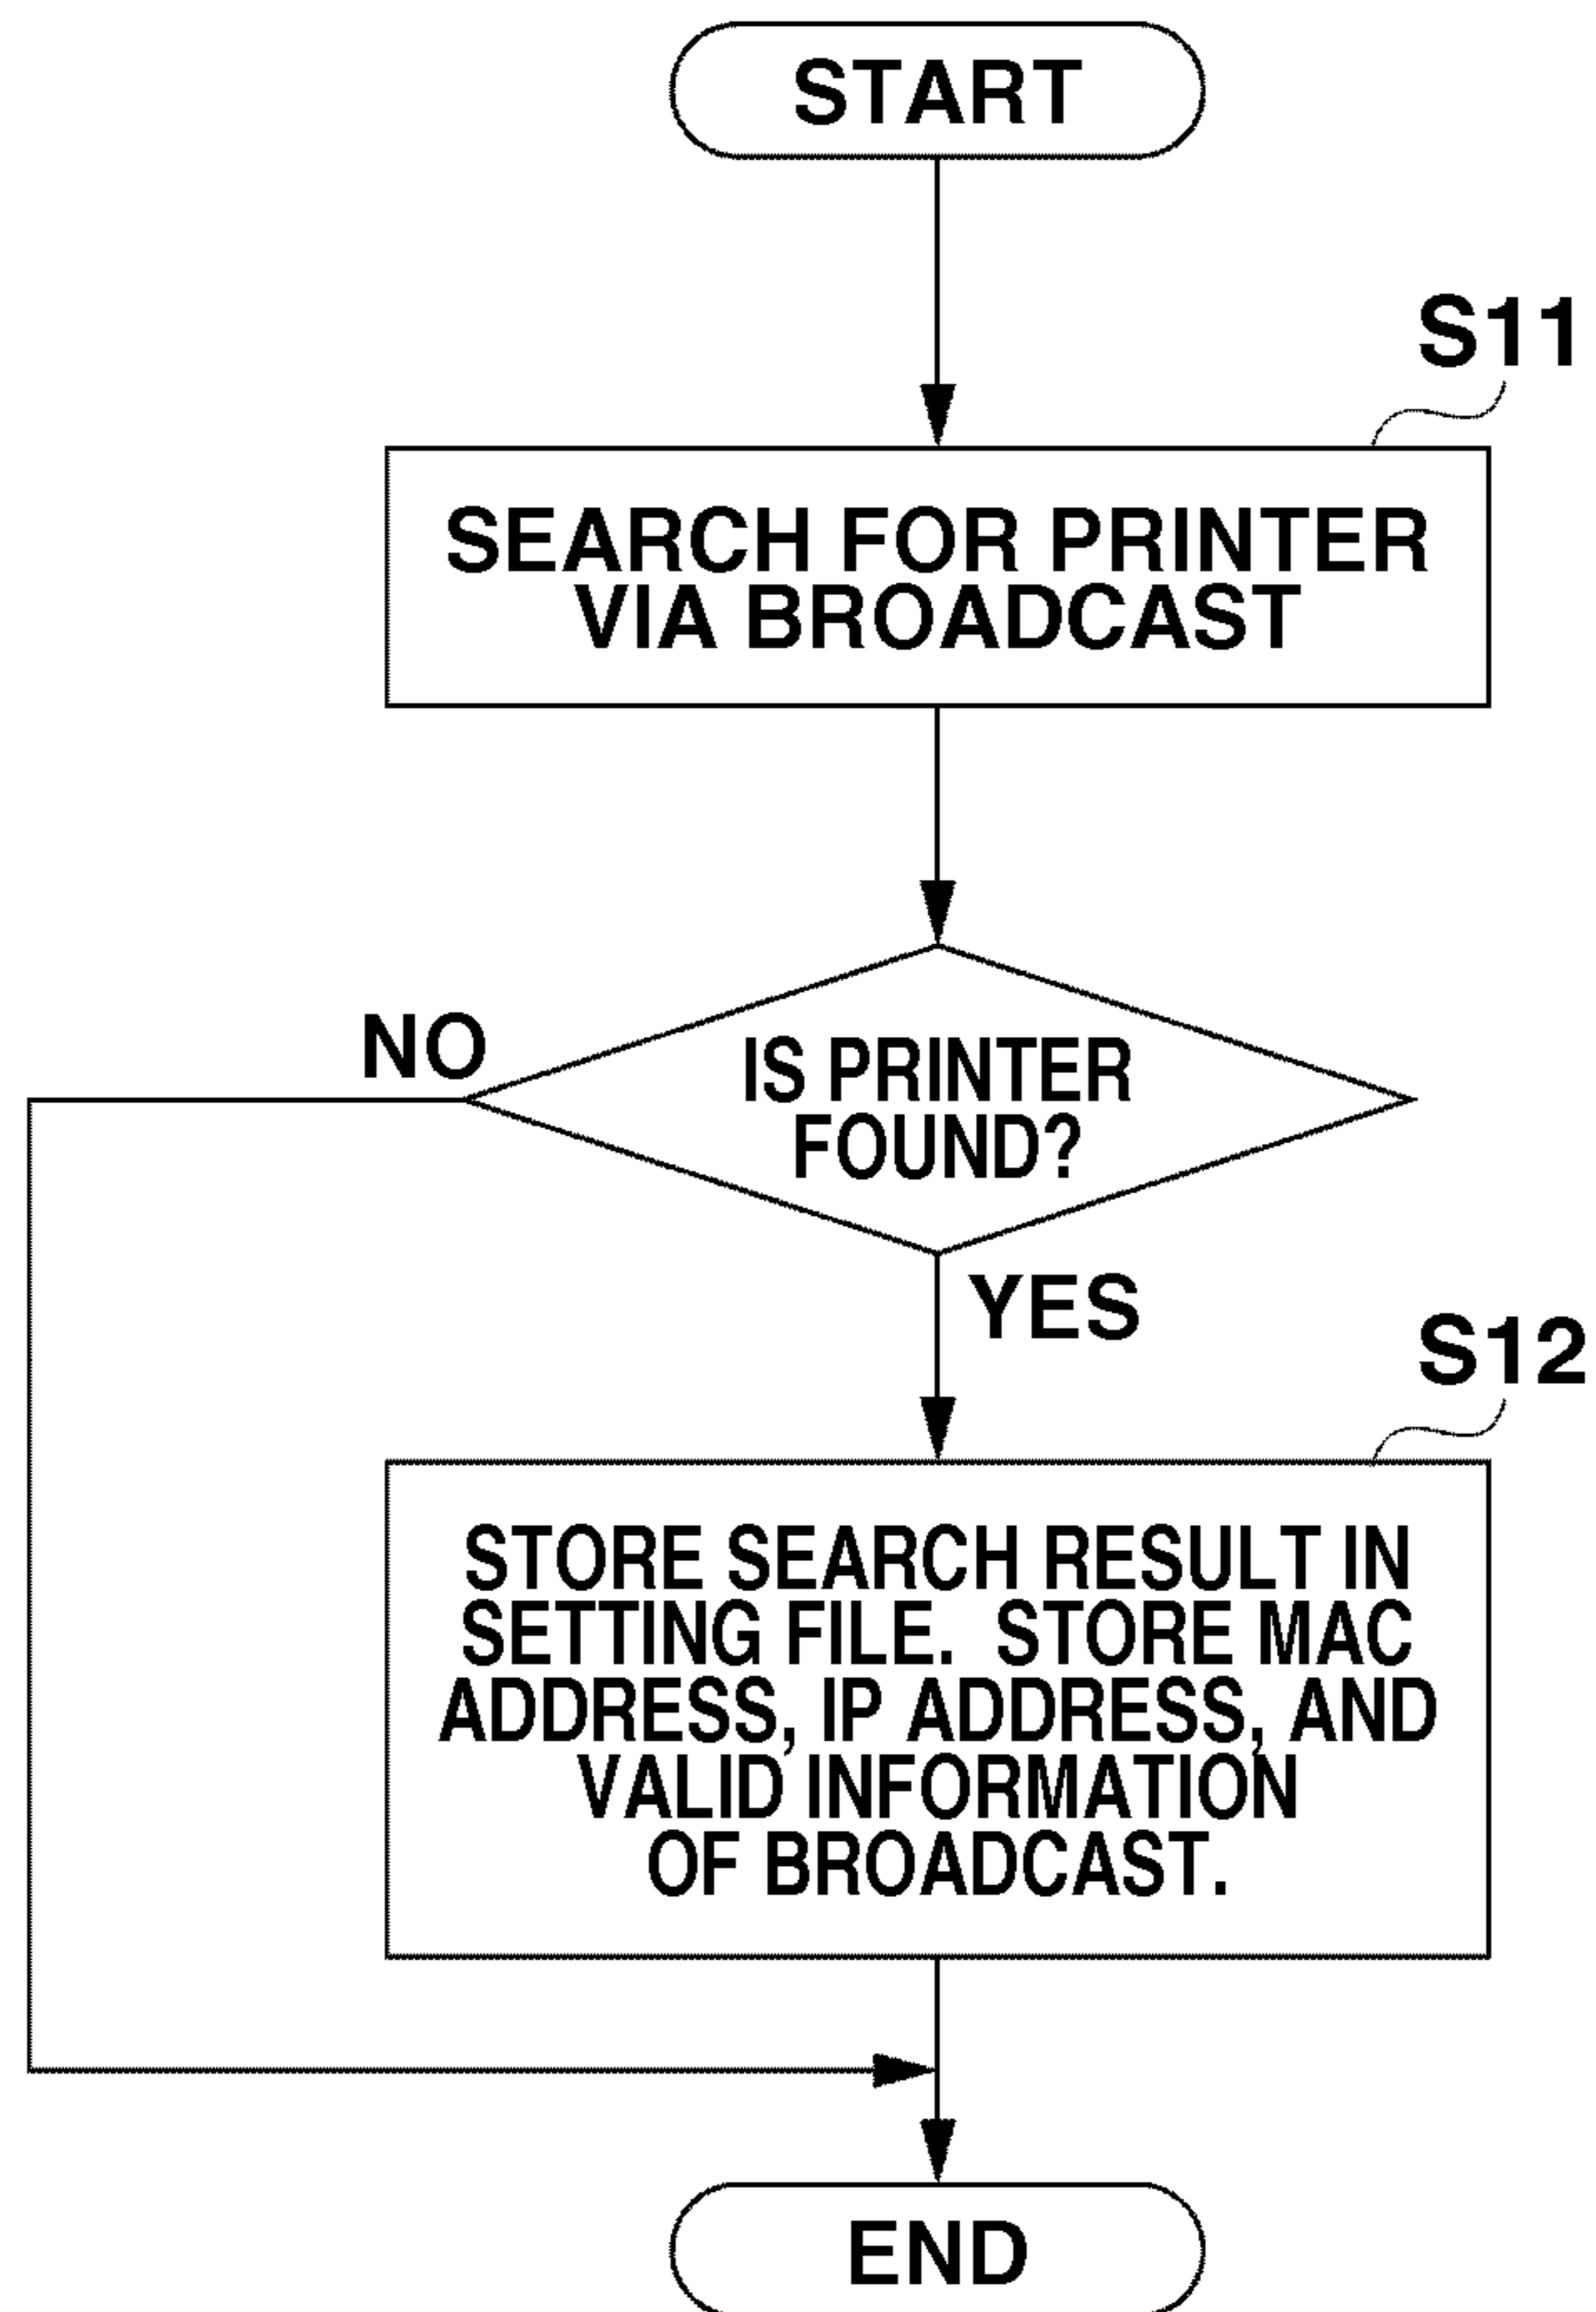 START
S11
SEARCH FOR PRINTER
VIA BROADCAST
NO
IS PRINTER
FOUND?
YES
S12
STORE SEARCH RESULT IN
SETTING FILE. STORE MAC
ADDRESS, IP ADDRESS, AND
VALID INFORMATION
OF BROADCAST.
END